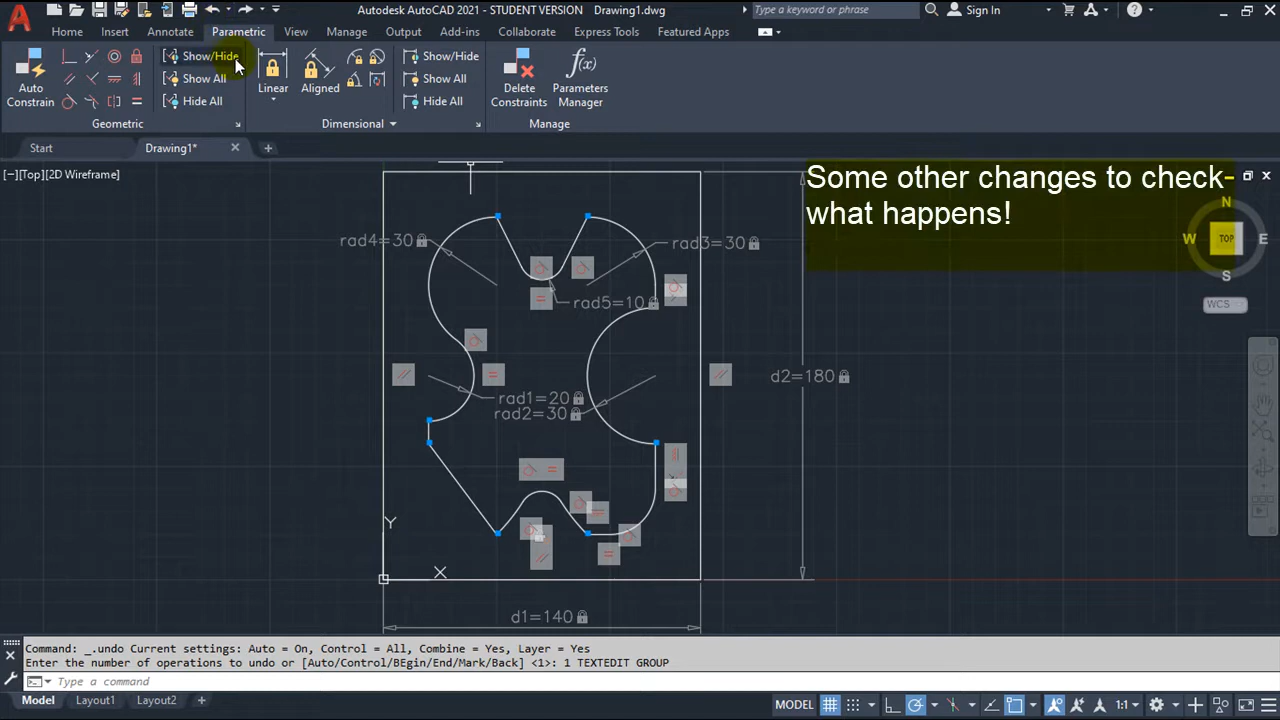 Autodesk AutoCAD 2021 - STUDENT VERSION Drawing1.dwg
Type a keyword or phrase
Sign In
Home Insert Annotate Parametric View Manage Output Add-ins Collaborate Express Tools Featured Apps
Auto
Constrain
Show/Hide
Show All
Hide All
Geometric
Linear
Aligned
Show/Hide
Show All
Hide All
Dimensional
Delete
Constraints
Parameters
Manager
Manage
Start Drawing1*
[−][Top][2D Wireframe]
Some other changes to check-
what happens!
N
W TOP E
S
WCS
rad4=30
rad3=30
rad5=10
rad1=20
rad2=30
d2=180
Y
X
d1=140
Command: _.undo Current settings: Auto = On, Control = All, Combine = Yes, Layer = Yes
Enter the number of operations to undo or [Auto/Control/BEgin/End/Mark/Back] <1>: 1 TEXTEDIT GROUP
Type a command
Model Layout1 Layout2
MODEL
1:1